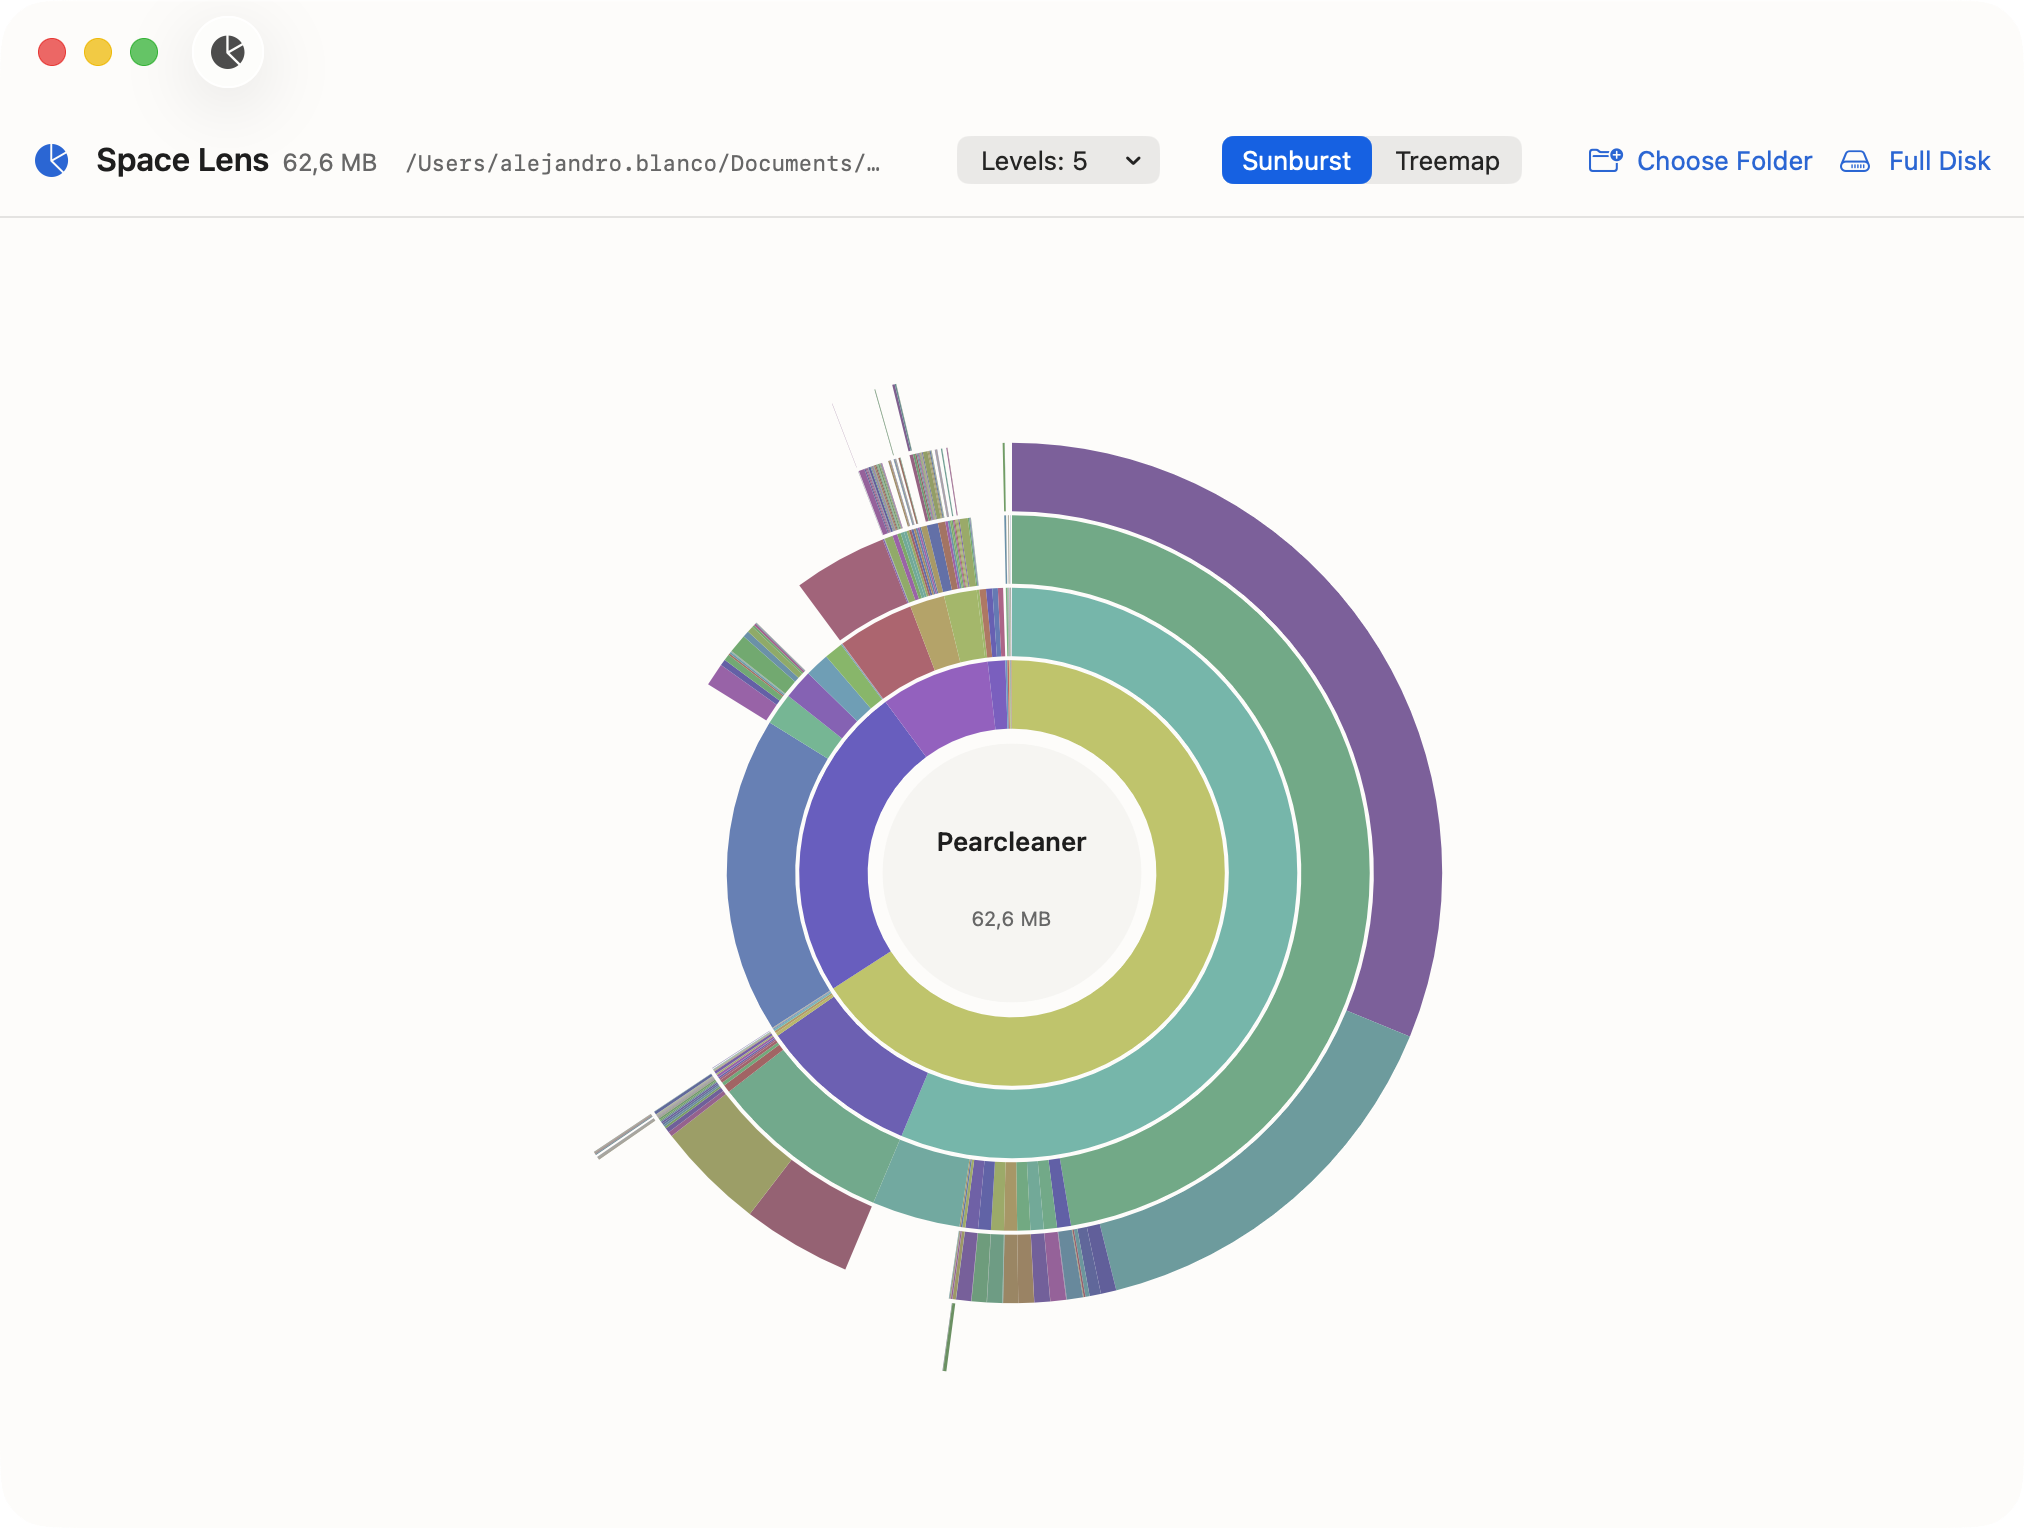 Space Lens 62,6 MB /Users/alejandro.blanco/Documents/… Levels: 5 Sunburst Treemap Choose Folder Full Disk
Pearcleaner
62,6 MB